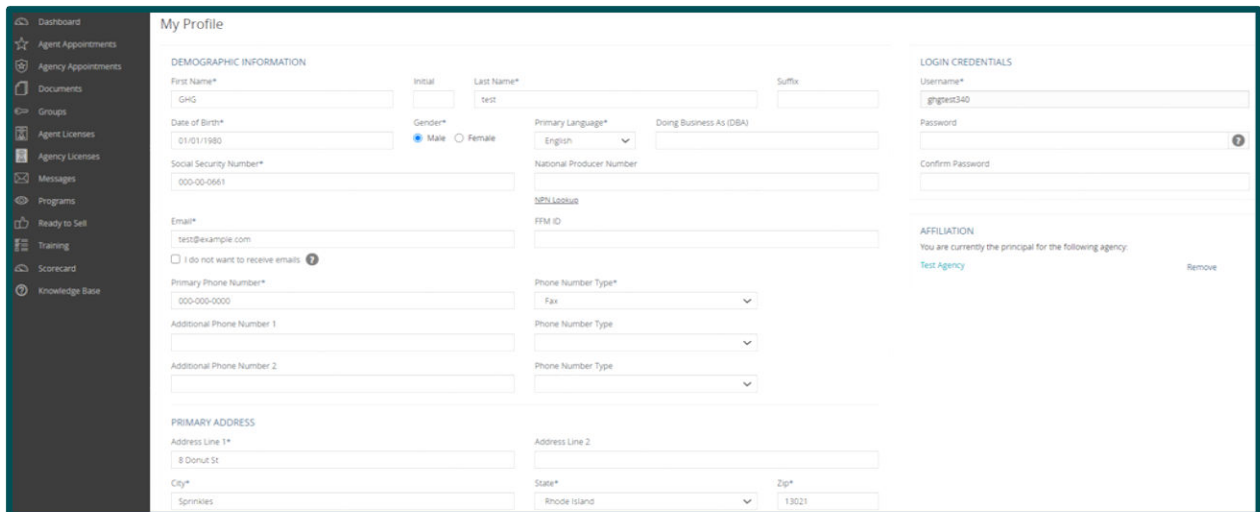 Dashboard
Agent Appointments
Agency Appointments
Documents
Groups
Agent Licenses
Agency Licenses
Messages
Programs
Ready to Sell
Training
Scorecard
Knowledge Base
My Profile
DEMOGRAPHIC INFORMATION
First Name* Initial Last Name* Suffix
GHG test
Date of Birth* Gender* Primary Language* Doing Business As (DBA)
01/01/1980 Male Female English
Social Security Number* National Producer Number
000-00-0661
NPN Lookup
Email* FFM ID
test@example.com
I do not want to receive emails ?
Primary Phone Number* Phone Number Type*
000-000-0000 Fax
Additional Phone Number 1 Phone Number Type
Additional Phone Number 2 Phone Number Type
PRIMARY ADDRESS
Address Line 1* Address Line 2
8 Donut St
City* State* Zip*
Sprinkles Rhode Island 13021
LOGIN CREDENTIALS
Username*
ghgtest340
Password
?
Confirm Password
AFFILIATION
You are currently the principal for the following agency:
Test Agency Remove